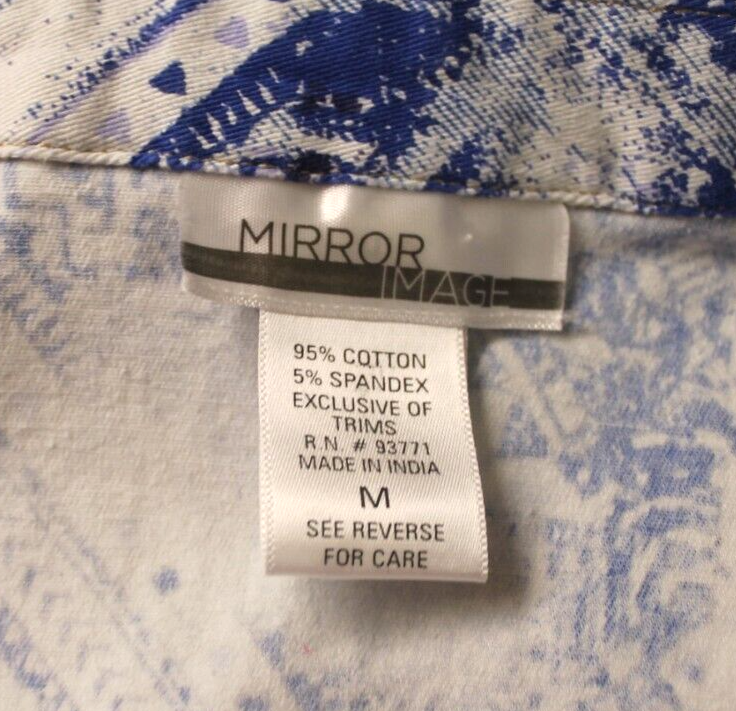 MIRROR
IMAGE
95% COTTON
5% SPANDEX
EXCLUSIVE OF
TRIMS
R.N. # 93771
MADE IN INDIA
M
SEE REVERSE
FOR CARE